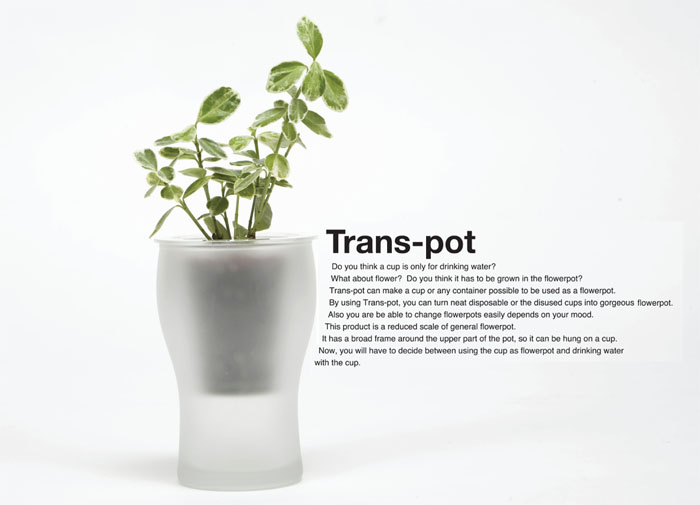 Trans-pot
Do you think a cup is only for drinking water?
What about flower? Do you think it has to be grown in the flowerpot?
Trans-pot can make a cup or any container possible to be used as a flowerpot.
By using Trans-pot, you can turn neat disposable or the disused cups into gorgeous flowerpot.
Also you are be able to change flowerpots easily depends on your mood.
This product is a reduced scale of general flowerpot.
It has a broad frame around the upper part of the pot, so it can be hung on a cup.
Now, you will have to decide between using the cup as flowerpot and drinking water
with the cup.